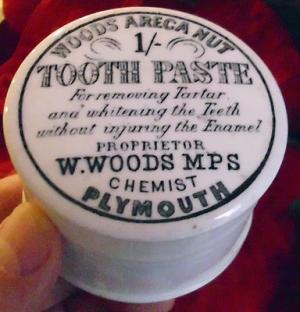 WOODS ARECA NUT
1/-
TOOTH PASTE
For removing Tartar
and whitening the Teeth
without injuring the Enamel
PROPRIETOR
W. WOODS MPS
CHEMIST
PLYMOUTH